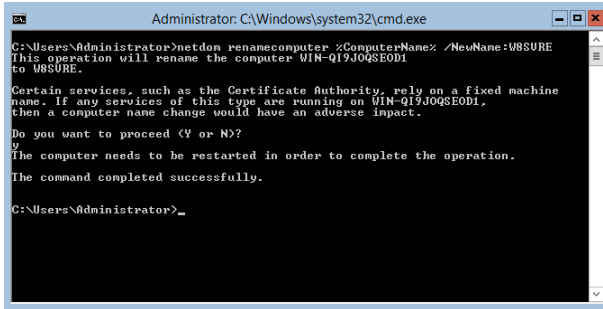 Administrator: C:\Windows\system32\cmd.exe
C:\Users\Administrator>netdom renamecomputer %ComputerName% /NewName:W8SVRE
This operation will rename the computer WIN-QI9JOQSEOD1
to W8SVRE.
Certain services, such as the Certificate Authority, rely on a fixed machine
name. If any services of this type are running on WIN-QI9JOQSEOD1,
then a computer name change would have an adverse impact.
Do you want to proceed (Y or N)?
y
The computer needs to be restarted in order to complete the operation.
The command completed successfully.
C:\Users\Administrator>_